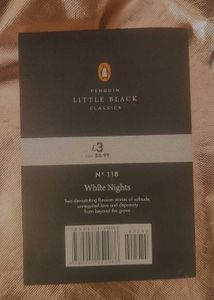 PENGUIN
LITTLE BLACK
CLASSICS
£3
Nº 118
White Nights
Two devastating Russian stories of solitude,
unrequited love and depravity
from beyond the grave.